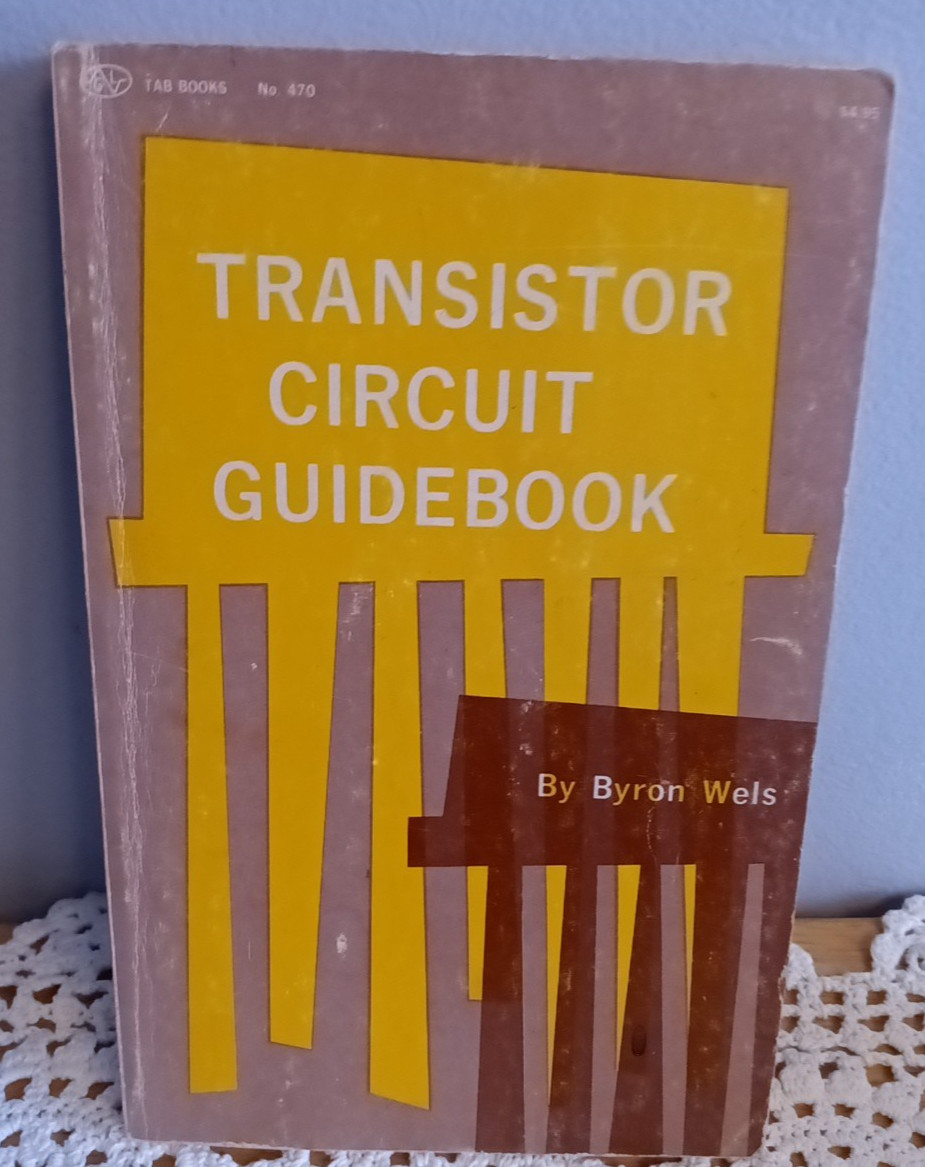 TAB BOOKS No. 470
$4.95
TRANSISTOR
CIRCUIT
GUIDEBOOK
By Byron Wels